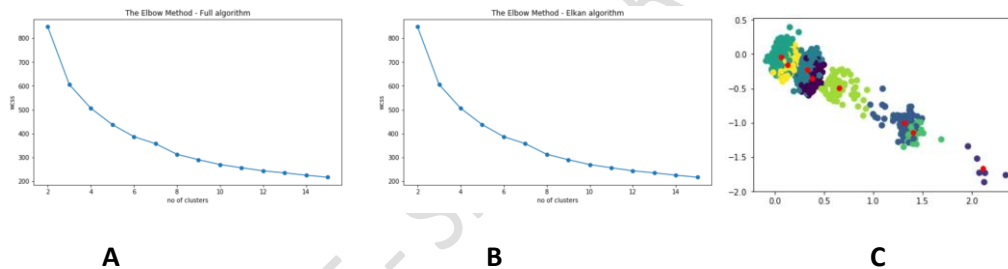 The Elbow Method - Full algorithm
800
700
600
500
400
300
200
wcss
2 4 6 8 10 12 14
no of clusters
The Elbow Method - Elkan algorithm
800
700
600
500
400
300
200
wcss
2 4 6 8 10 12 14
no of clusters
0.5
0.0
-0.5
-1.0
-1.5
-2.0
0.0 0.5 1.0 1.5 2.0
A B C